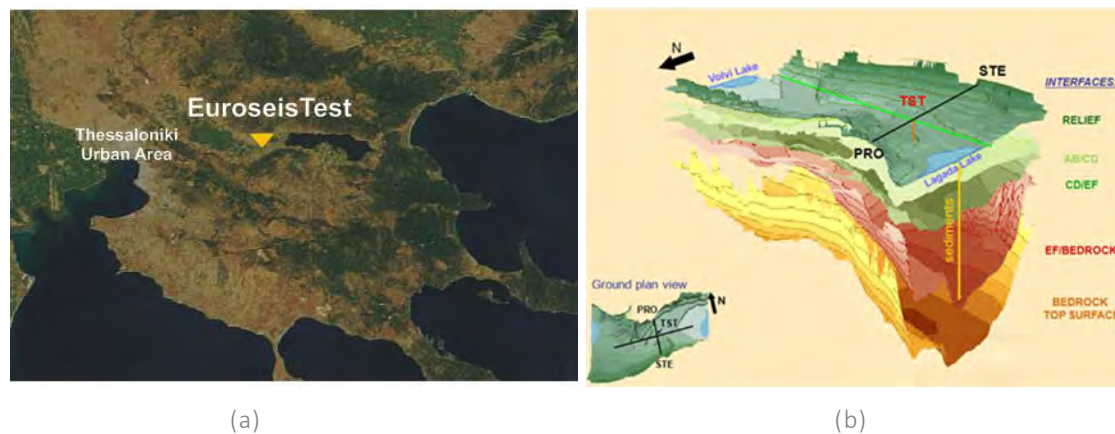 EuroseisTest
Thessaloniki
Urban Area
(a)
N
Volvi Lake
STE
TST
PRO
Lagada Lake
sediments
INTERFACES:
RELIEF
AB/CD
CD/EF
EF/BEDROCK
BEDROCK
TOP SURFACE
Ground plan view
N
PRO
TST
STE
(b)